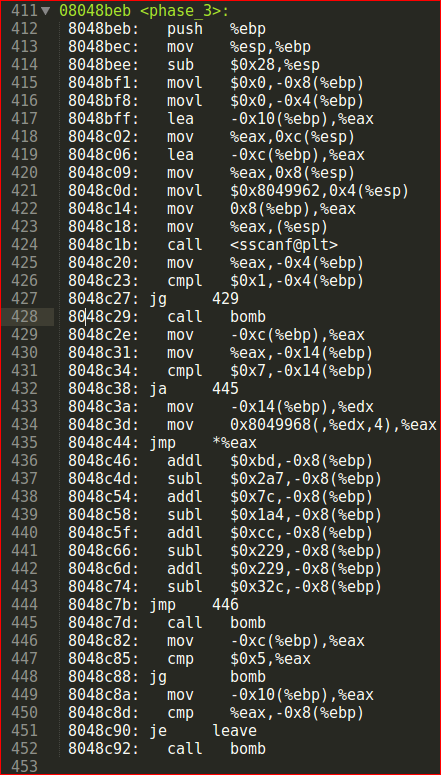 411 08048beb <phase_3>:
412 8048beb: push %ebp
413 8048bec: mov %esp,%ebp
414 8048bee: sub $0x28,%esp
415 8048bf1: movl $0x0,-0x8(%ebp)
416 8048bf8: movl $0x0,-0x4(%ebp)
417 8048bff: lea -0x10(%ebp),%eax
418 8048c02: mov %eax,0xc(%esp)
419 8048c06: lea -0xc(%ebp),%eax
420 8048c09: mov %eax,0x8(%esp)
421 8048c0d: movl $0x8049962,0x4(%esp)
422 8048c14: mov 0x8(%ebp),%eax
423 8048c18: mov %eax,(%esp)
424 8048c1b: call <sscanf@plt>
425 8048c20: mov %eax,-0x4(%ebp)
426 8048c23: cmpl $0x1,-0x4(%ebp)
427 8048c27: jg 429
428 8048c29: call bomb
429 8048c2e: mov -0xc(%ebp),%eax
430 8048c31: mov %eax,-0x14(%ebp)
431 8048c34: cmpl $0x7,-0x14(%ebp)
432 8048c38: ja 445
433 8048c3a: mov -0x14(%ebp),%edx
434 8048c3d: mov 0x8049968(,%edx,4),%eax
435 8048c44: jmp *%eax
436 8048c46: addl $0xbd,-0x8(%ebp)
437 8048c4d: subl $0x2a7,-0x8(%ebp)
438 8048c54: addl $0x7c,-0x8(%ebp)
439 8048c58: subl $0x1a4,-0x8(%ebp)
440 8048c5f: addl $0xcc,-0x8(%ebp)
441 8048c66: subl $0x229,-0x8(%ebp)
442 8048c6d: addl $0x229,-0x8(%ebp)
443 8048c74: subl $0x32c,-0x8(%ebp)
444 8048c7b: jmp 446
445 8048c7d: call bomb
446 8048c82: mov -0xc(%ebp),%eax
447 8048c85: cmp $0x5,%eax
448 8048c88: jg bomb
449 8048c8a: mov -0x10(%ebp),%eax
450 8048c8d: cmp %eax,-0x8(%ebp)
451 8048c90: je leave
452 8048c92: call bomb
453